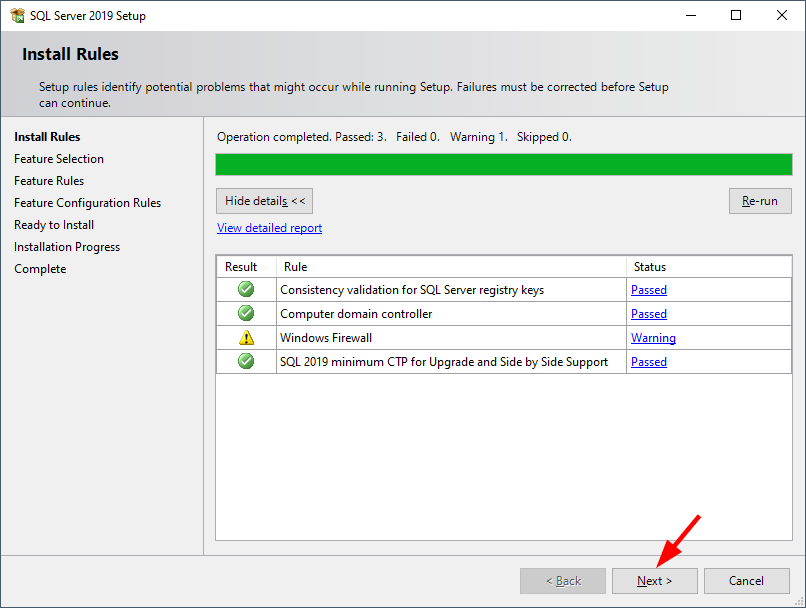 SQL Server 2019 Setup
Install Rules
Setup rules identify potential problems that might occur while running Setup. Failures must be corrected before Setup
can continue.
Install Rules
Feature Selection
Feature Rules
Feature Configuration Rules
Ready to Install
Installation Progress
Complete
Operation completed. Passed: 3.   Failed 0.   Warning 1.   Skipped 0.
Hide details <<
Re-run
View detailed report
Result Rule Status
Consistency validation for SQL Server registry keys Passed
Computer domain controller Passed
Windows Firewall Warning
SQL 2019 minimum CTP for Upgrade and Side by Side Support Passed
< Back Next > Cancel